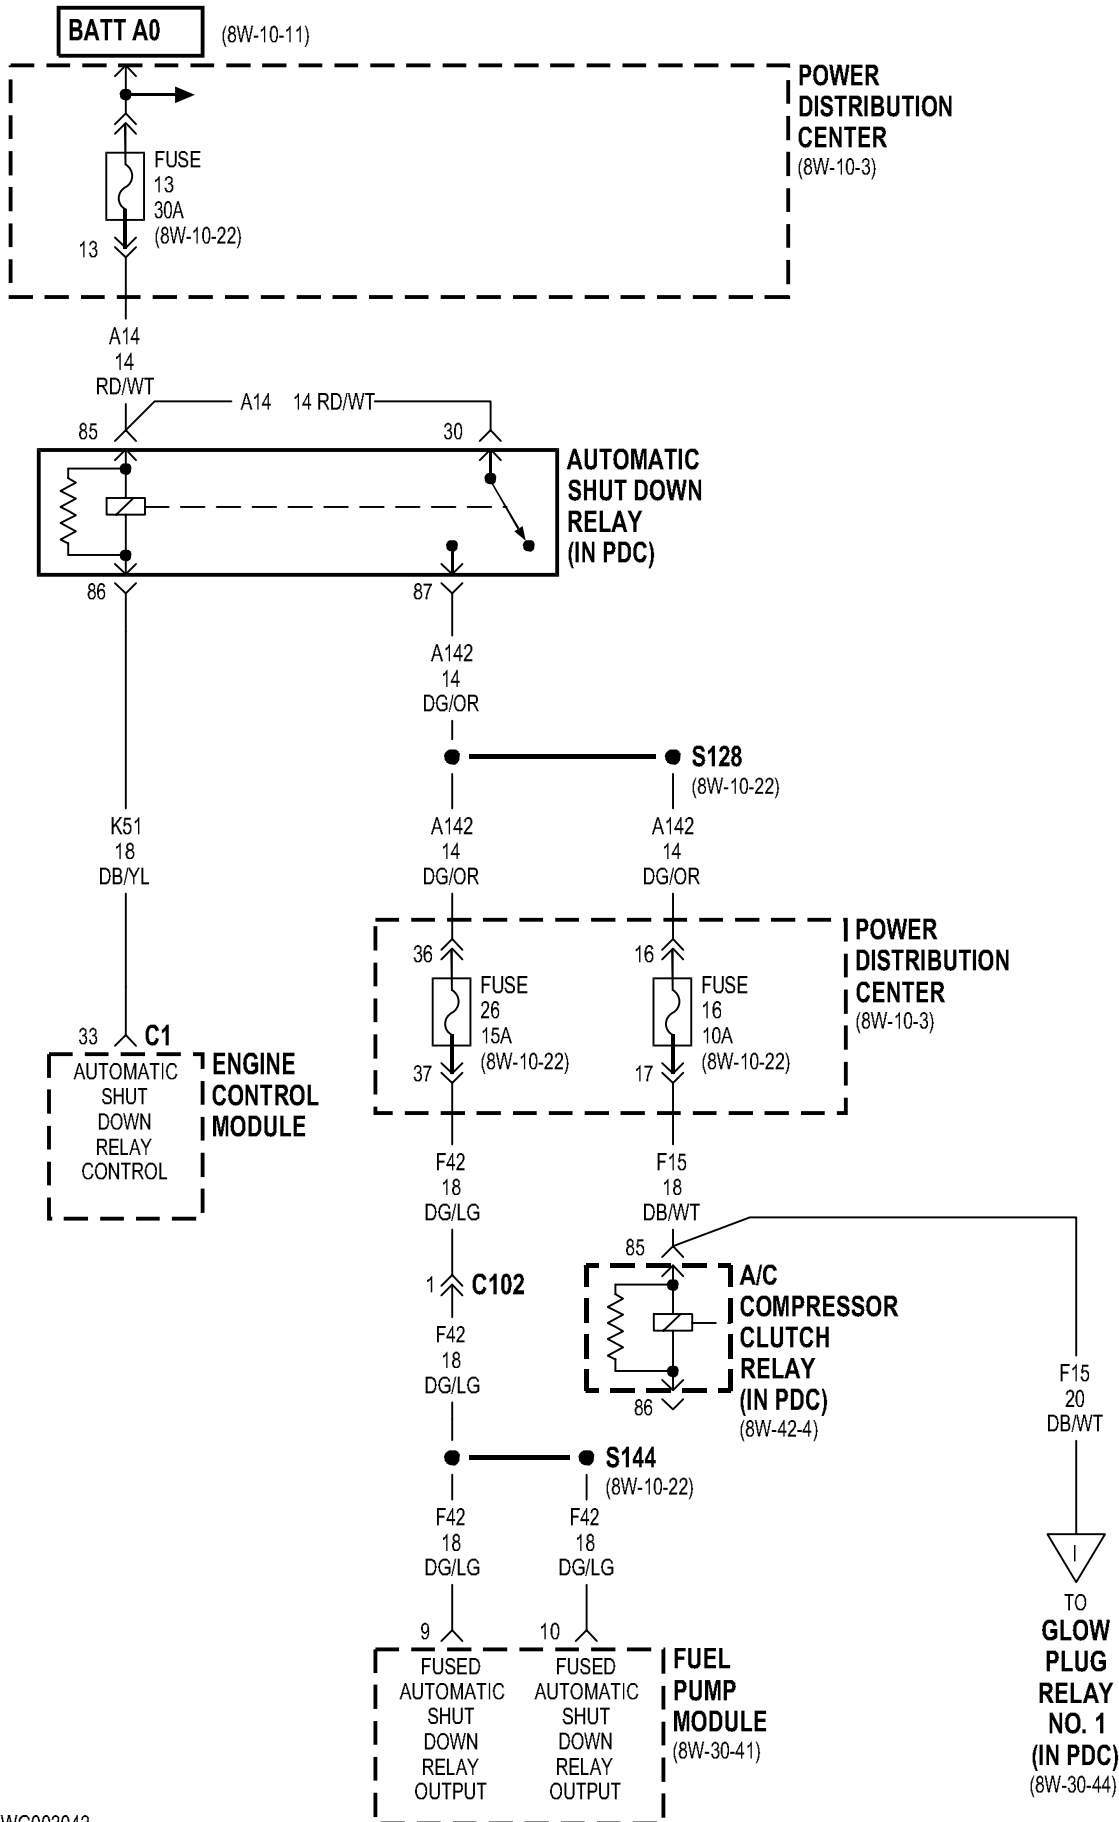 BATT A0
(8W-10-11)
POWER
DISTRIBUTION
CENTER
(8W-10-3)
FUSE
13
30A
(8W-10-22)
13
A14
14
RD/WT
A14 14 RD/WT
85
30
AUTOMATIC
SHUT DOWN
RELAY
(IN PDC)
86
87
A142
14
DG/OR
S128
(8W-10-22)
K51
18
DB/YL
A142
14
DG/OR
A142
14
DG/OR
POWER
DISTRIBUTION
CENTER
(8W-10-3)
36
FUSE
26
15A
(8W-10-22)
37
16
FUSE
16
10A
(8W-10-22)
17
33 C1
AUTOMATIC
SHUT
DOWN
RELAY
CONTROL
ENGINE
CONTROL
MODULE
F42
18
DG/LG
F15
18
DB/WT
85
1 C102
A/C
COMPRESSOR
CLUTCH
RELAY
(IN PDC)
(8W-42-4)
86
F42
18
DG/LG
F15
20
DB/WT
S144
(8W-10-22)
F42
18
DG/LG
F42
18
DG/LG
I
TO
GLOW
PLUG
RELAY
NO. 1
(IN PDC)
(8W-30-44)
9
10
FUSED
AUTOMATIC
SHUT
DOWN
RELAY
OUTPUT
FUSED
AUTOMATIC
SHUT
DOWN
RELAY
OUTPUT
FUEL
PUMP
MODULE
(8W-30-41)